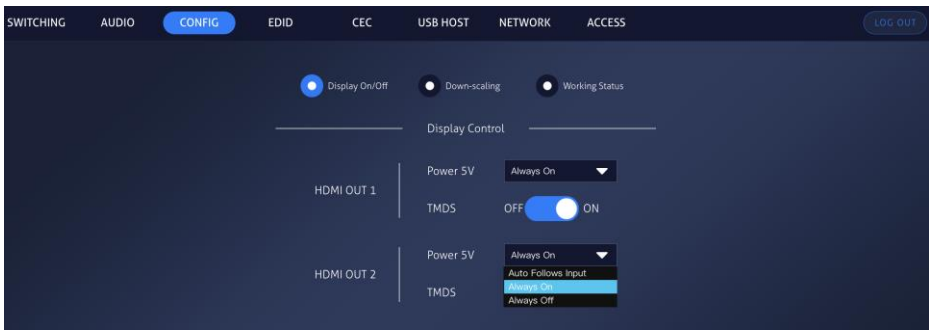 SWITCHING AUDIO CONFIG EDID CEC USB HOST NETWORK ACCESS LOG OUT
Display On/Off Down-scaling Working Status
Display Control
HDMI OUT 1
Power 5V Always On
TMDS OFF ON
HDMI OUT 2
Power 5V Always On
Auto Follows Input
TMDS Always On
Always Off